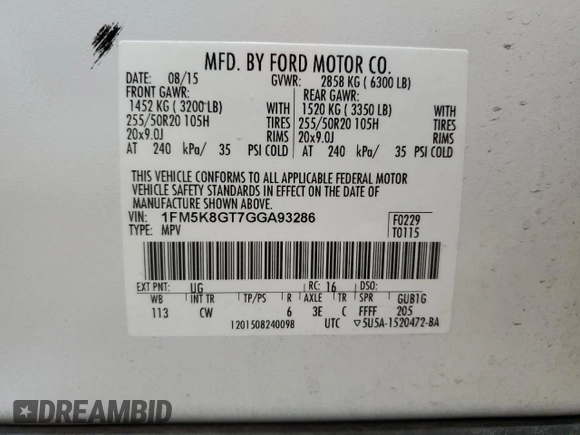 MFD. BY FORD MOTOR CO.
DATE: 08/15 GVWR: 2858 KG ( 6300 LB)
FRONT GAWR: REAR GAWR:
1452 KG ( 3200 LB) WITH 1520 KG ( 3350 LB) WITH
255/50R20 105H TIRES 255/50R20 105H TIRES
20x9.0J RIMS 20x9.0J RIMS
AT 240 kPa/ 35 PSI COLD AT 240 kPa/ 35 PSI COLD
THIS VEHICLE CONFORMS TO ALL APPLICABLE FEDERAL MOTOR
VEHICLE SAFETY STANDARDS IN EFFECT ON THE DATE OF
MANUFACTURE SHOWN ABOVE.
VIN: 1FM5K8GT7GGA93286 F0229
TYPE: MPV T0115
EXT PNT: UG RC: 16 DSO:
WB INT TR TP/PS R AXLE TR SPR GUB1G
113 CW 6 3E C FFFF 205
1201508240098 UTC ▽5U5A-1520472-BA
DREAMBID